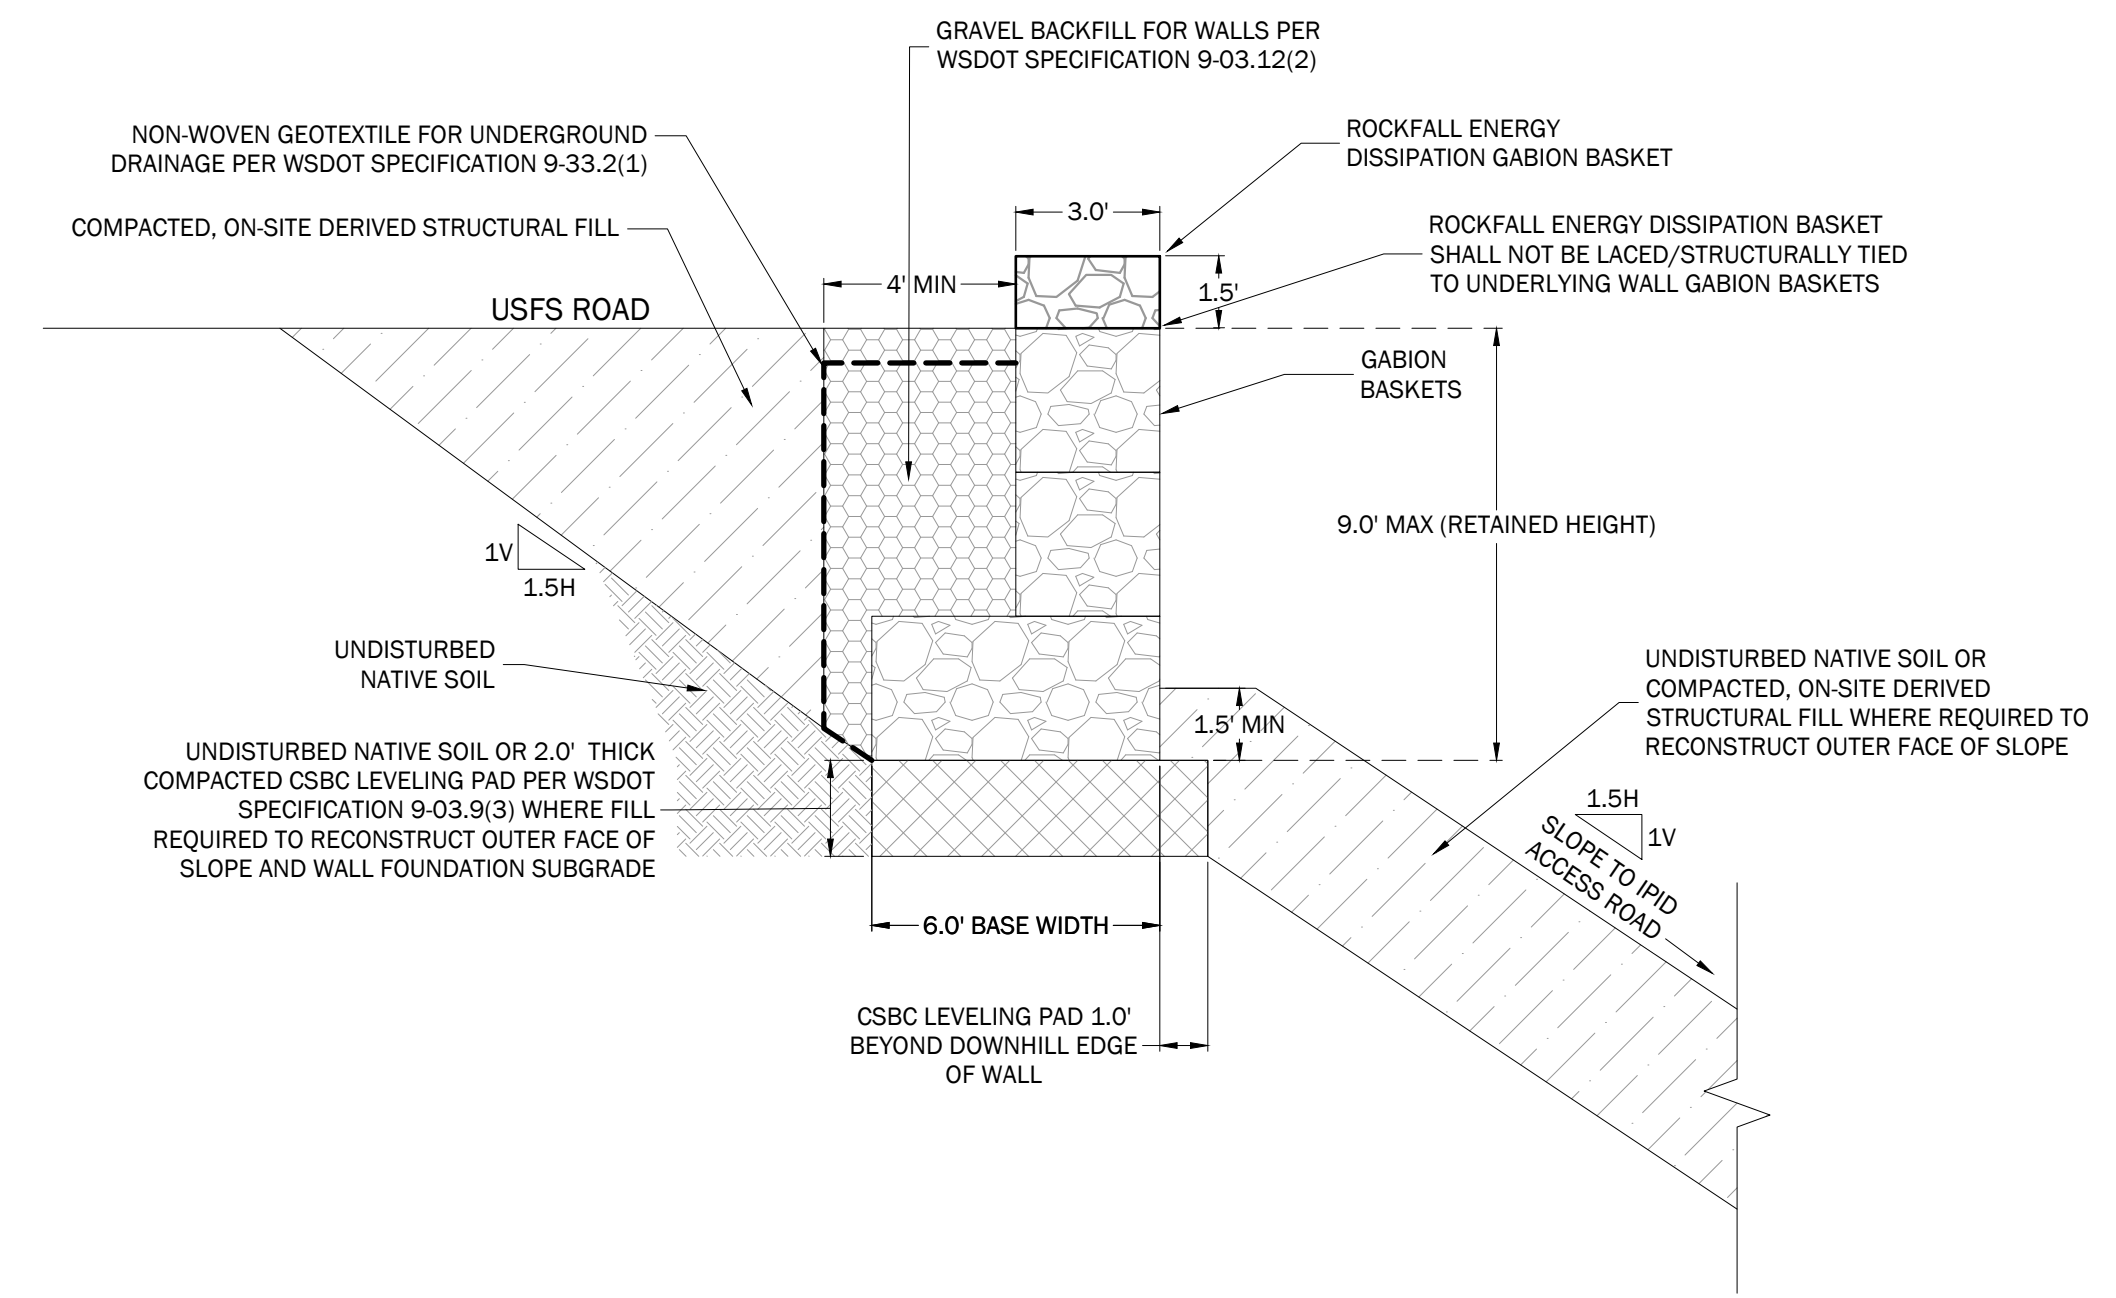 GRAVEL BACKFILL FOR WALLS PER
WSDOT SPECIFICATION 9-03.12(2)
NON-WOVEN GEOTEXTILE FOR UNDERGROUND
DRAINAGE PER WSDOT SPECIFICATION 9-33.2(1)
ROCKFALL ENERGY
DISSIPATION GABION BASKET
COMPACTED, ON-SITE DERIVED STRUCTURAL FILL
3.0'
ROCKFALL ENERGY DISSIPATION BASKET
SHALL NOT BE LACED/STRUCTURALLY TIED
TO UNDERLYING WALL GABION BASKETS
4' MIN
1.5'
USFS ROAD
GABION
BASKETS
9.0' MAX (RETAINED HEIGHT)
1V
1.5H
UNDISTURBED
NATIVE SOIL
UNDISTURBED NATIVE SOIL OR
COMPACTED, ON-SITE DERIVED
STRUCTURAL FILL WHERE REQUIRED TO
RECONSTRUCT OUTER FACE OF SLOPE
1.5' MIN
UNDISTURBED NATIVE SOIL OR 2.0' THICK
COMPACTED CSBC LEVELING PAD PER WSDOT
SPECIFICATION 9-03.9(3) WHERE FILL
REQUIRED TO RECONSTRUCT OUTER FACE OF
SLOPE AND WALL FOUNDATION SUBGRADE
1.5H
1V
SLOPE TO IPID
ACCESS ROAD
6.0' BASE WIDTH
CSBC LEVELING PAD 1.0'
BEYOND DOWNHILL EDGE
OF WALL